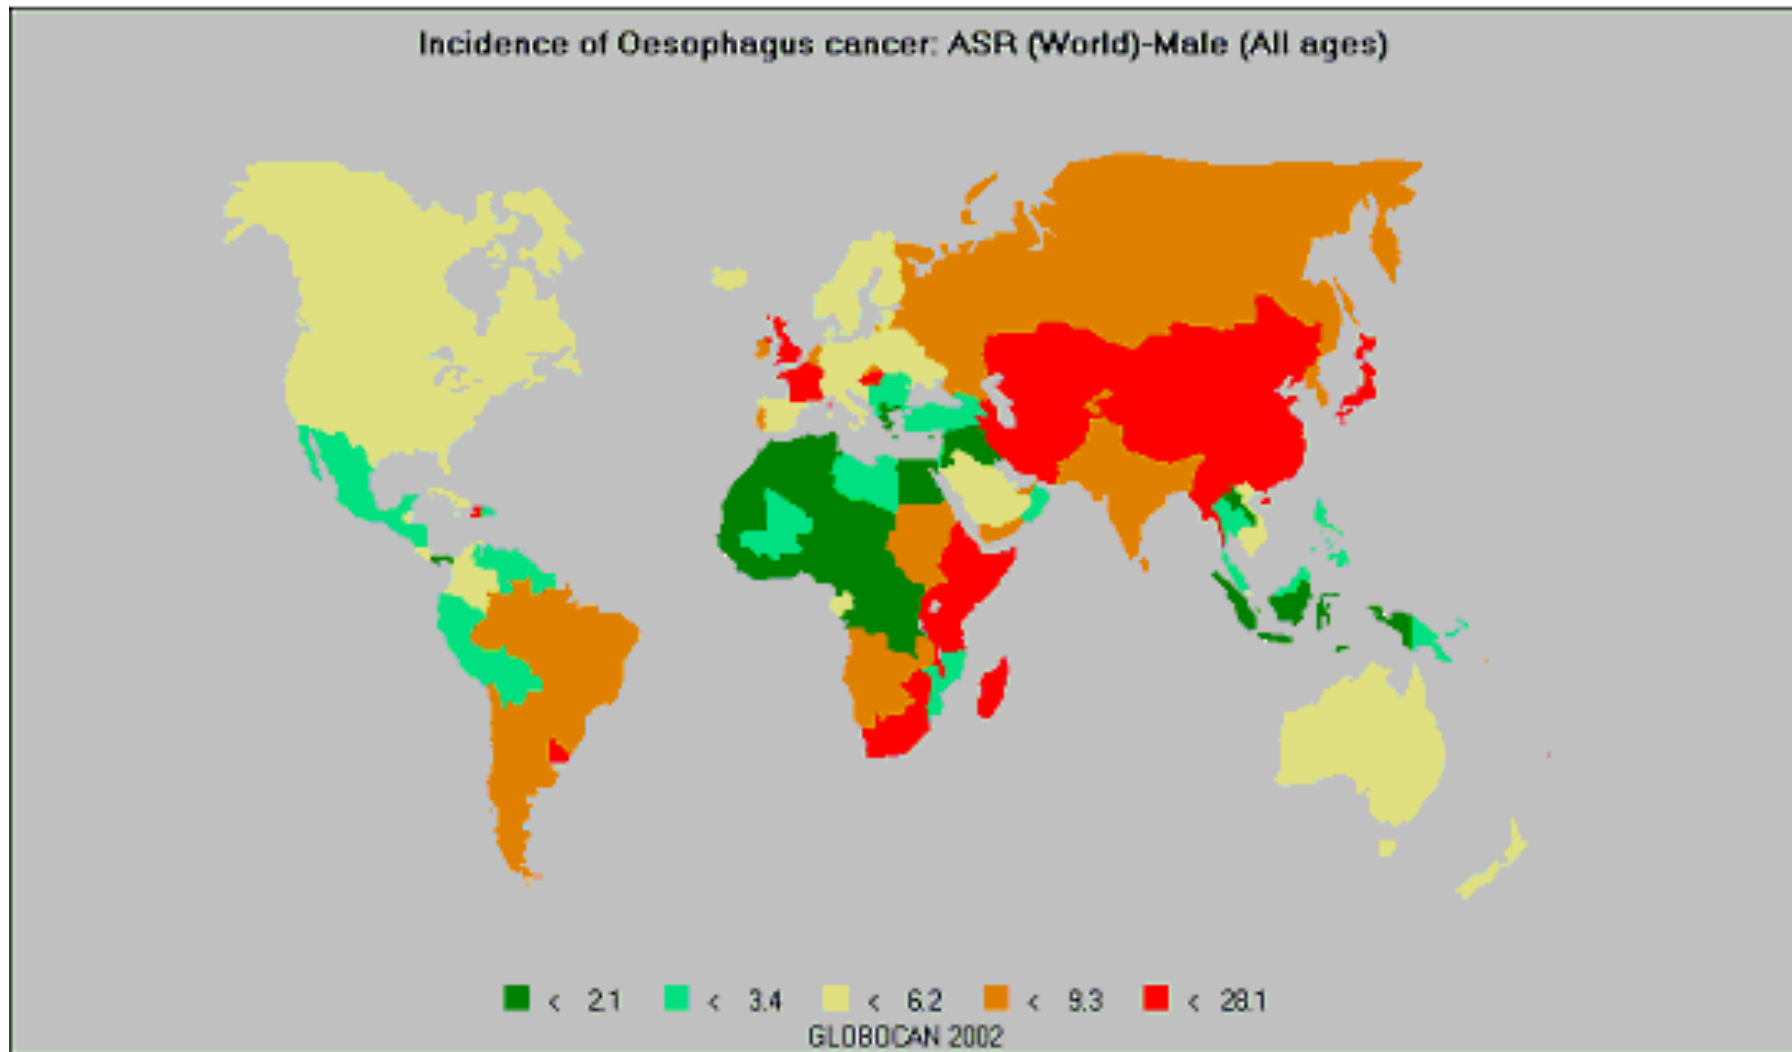 Incidence of Oesophagus cancer: ASR (World)-Male (All ages)
< 2.1 < 3.4 < 6.2 < 9.3 < 28.1
GLOBOCAN 2002